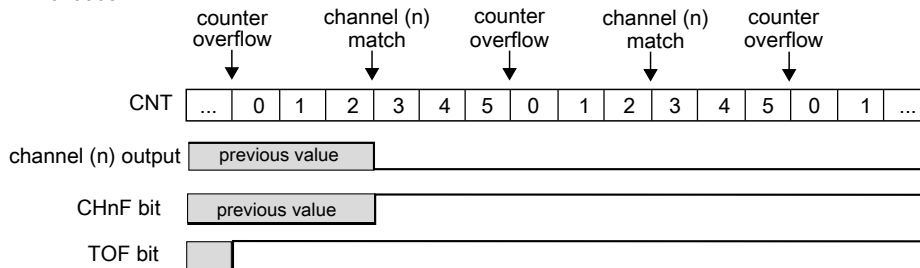 counter overflow
channel (n) match
counter overflow
channel (n) match
counter overflow
CNT ... 0 1 2 3 4 5 0 1 2 3 4 5 0 1 ...
channel (n) output previous value
CHnF bit previous value
TOF bit